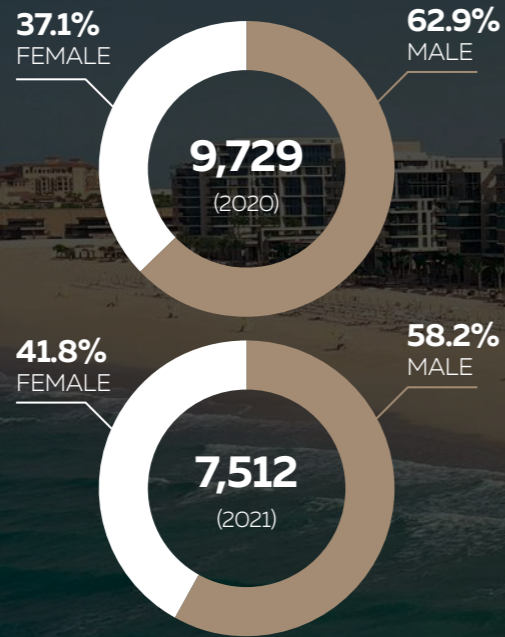 37.1%
FEMALE
62.9%
MALE
9,729
(2020)
41.8%
FEMALE
58.2%
MALE
7,512
(2021)